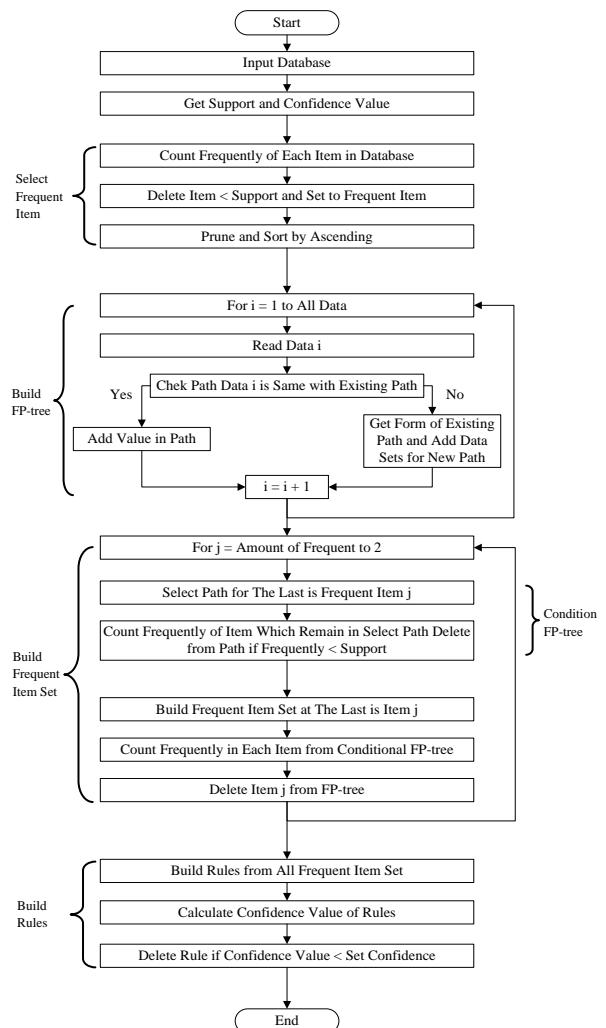 Start
Input Database
Get Support and Confidence Value
Select
Frequent
Item
Count Frequently of Each Item in Database
Delete Item < Support and Set to Frequent Item
Prune and Sort by Ascending
Build
FP-tree
For i = 1 to All Data
Read Data i
Chek Path Data i is Same with Existing Path
Yes
No
Add Value in Path
Get Form of Existing
Path and Add Data
Sets for New Path
i = i + 1
Build
Frequent
Item Set
For j = Amount of Frequent to 2
Select Path for The Last is Frequent Item j
Count Frequently of Item Which Remain in Select Path Delete
from Path if Frequently < Support
Condition
FP-tree
Build Frequent Item Set at The Last is Item j
Count Frequently in Each Item from Conditional FP-tree
Delete Item j from FP-tree
Build
Rules
Build Rules from All Frequent Item Set
Calculate Confidence Value of Rules
Delete Rule if Confidence Value < Set Confidence
End